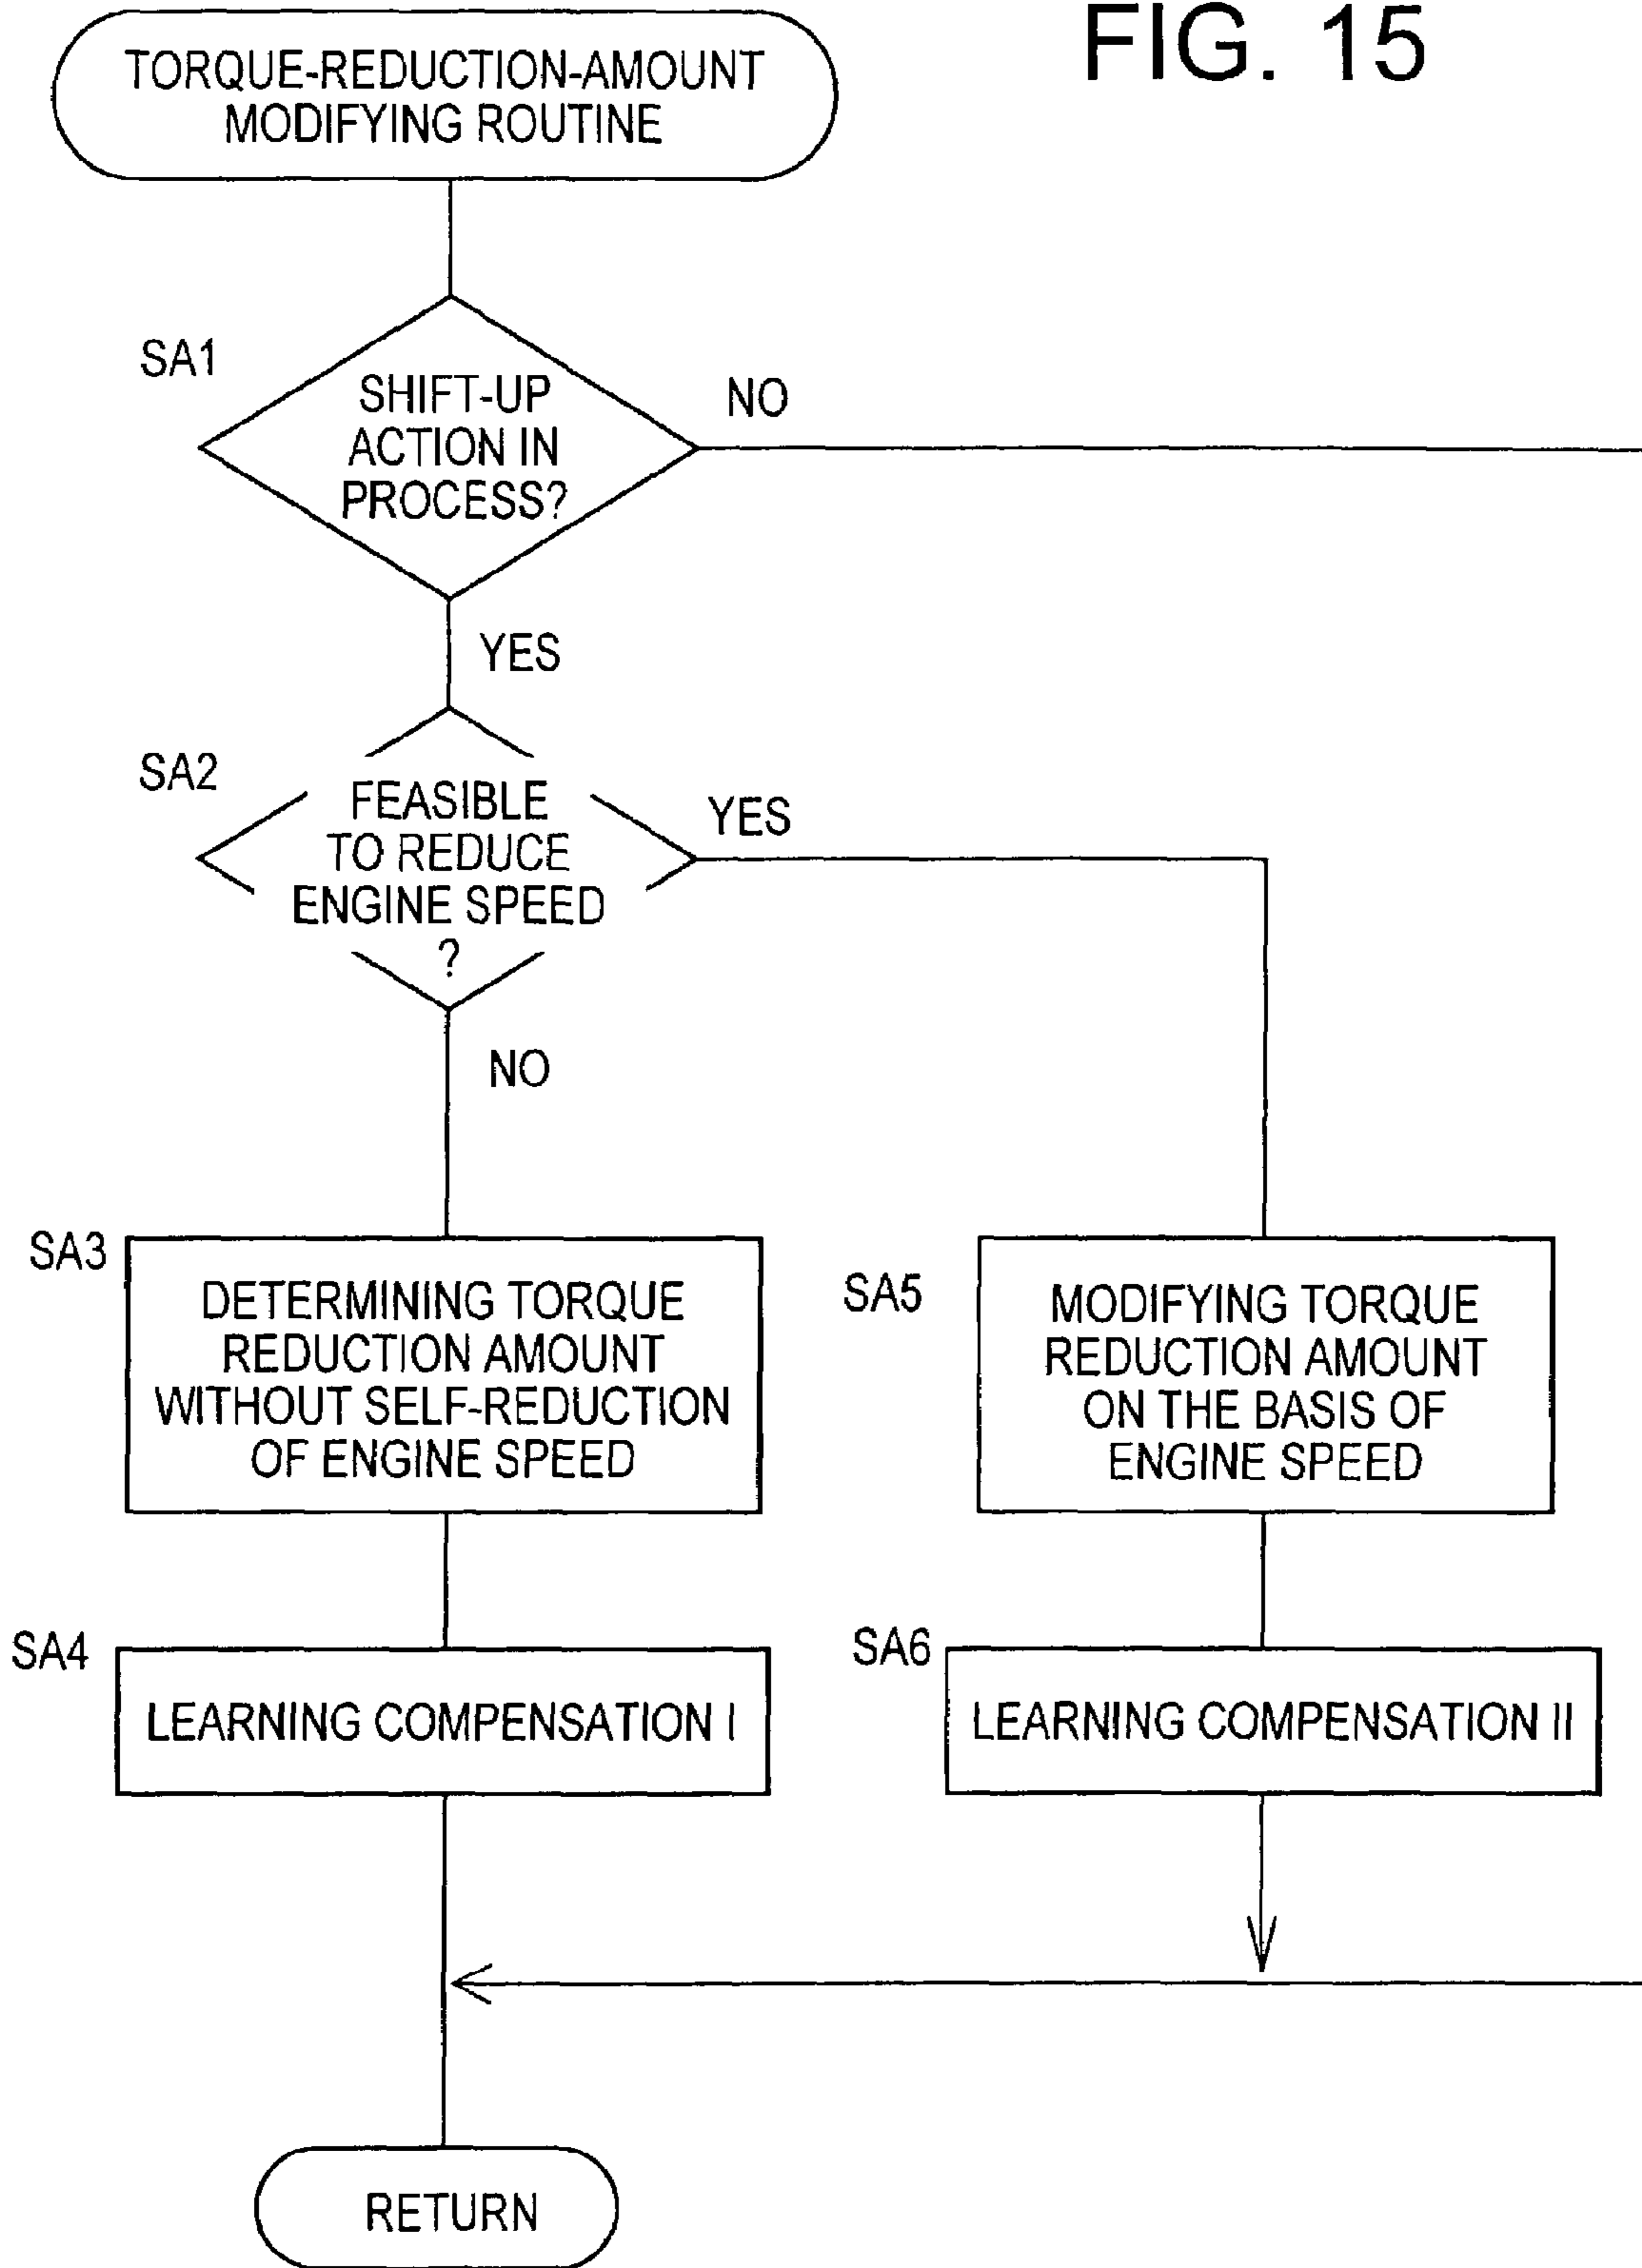 FIG. 15
TORQUE-REDUCTION-AMOUNT
MODIFYING ROUTINE
SA1
SHIFT-UP
ACTION IN
PROCESS?
NO
YES
SA2
FEASIBLE
TO REDUCE
ENGINE SPEED
?
YES
NO
SA3
DETERMINING TORQUE
REDUCTION AMOUNT
WITHOUT SELF-REDUCTION
OF ENGINE SPEED
SA5
MODIFYING TORQUE
REDUCTION AMOUNT
ON THE BASIS OF
ENGINE SPEED
SA4
LEARNING COMPENSATION I
SA6
LEARNING COMPENSATION II
RETURN